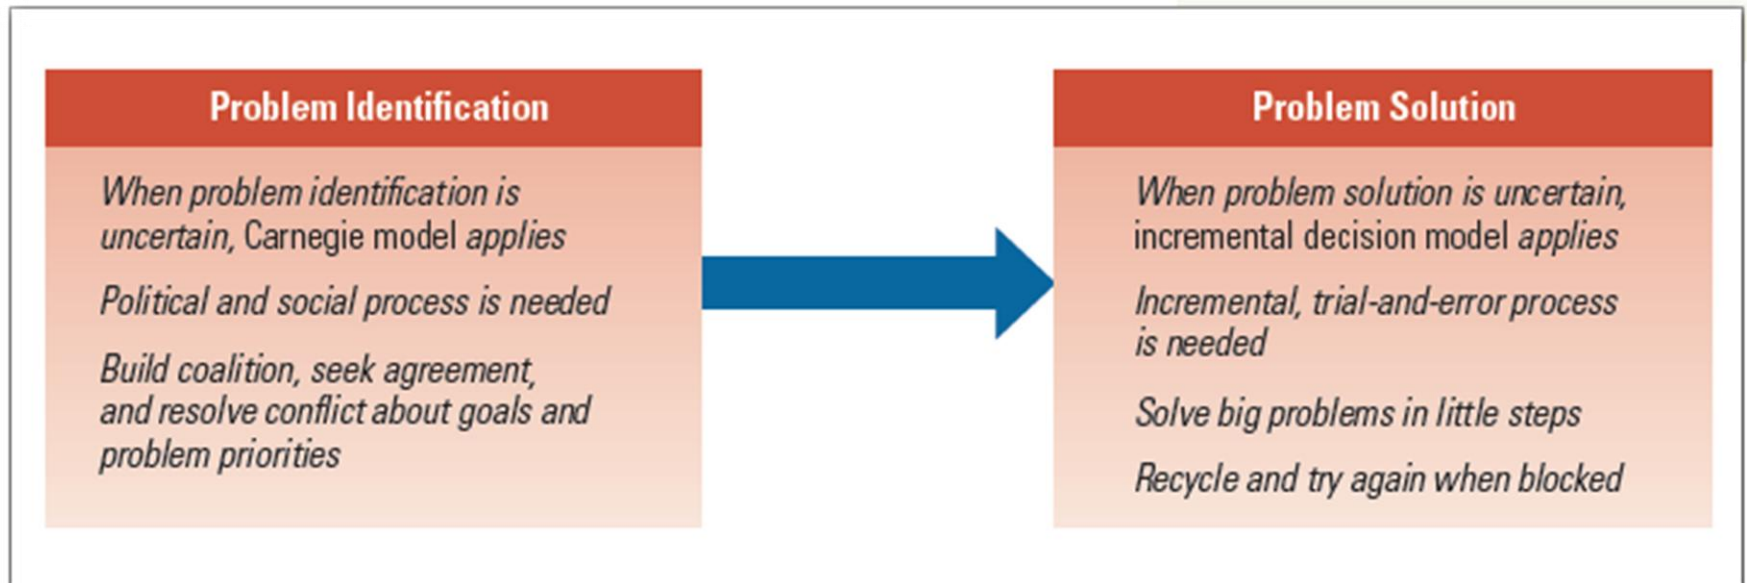 Problem Identification
When problem identification is
uncertain, Carnegie model applies
Political and social process is needed
Build coalition, seek agreement,
and resolve conflict about goals and
problem priorities
Problem Solution
When problem solution is uncertain,
incremental decision model applies
Incremental, trial-and-error process
is needed
Solve big problems in little steps
Recycle and try again when blocked